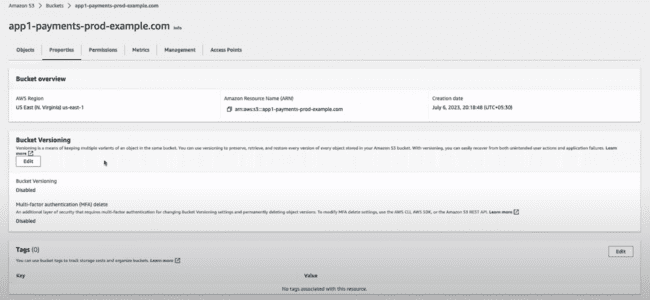 Amazon S3 > Buckets > app1-payments-prod-example.com
app1-payments-prod-example.com Info
Objects Properties Permissions Metrics Management Access Points
Bucket overview
AWS Region Amazon Resource Name (ARN) Creation date
US East (N. Virginia) us-east-1 arn:aws:s3:::app1-payments-prod-example.com July 6, 2023, 20:18:48 (UTC+05:30)
Bucket Versioning
Versioning is a means of keeping multiple variants of an object in the same bucket. You can use versioning to preserve, retrieve, and restore every version of every object stored in your Amazon S3 bucket. With versioning, you can easily recover from both unintended user actions and application failures. Learn
more
Edit
Bucket Versioning
Disabled
Multi-factor authentication (MFA) delete
An additional layer of security that requires multi-factor authentication for changing Bucket Versioning settings and permanently deleting object versions. To modify MFA delete settings, use the AWS CLI, AWS SDK, or the Amazon S3 REST API. Learn more
Disabled
Tags (0) Edit
You can use bucket tags to track storage costs and organize buckets. Learn more
Key Value
No tags associated with this resource.